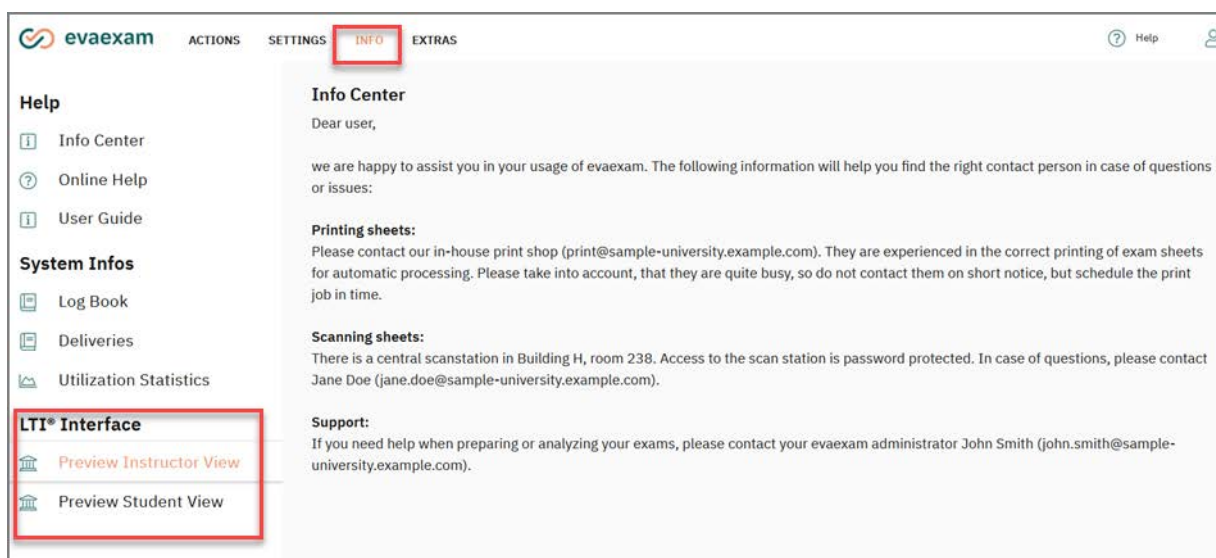 evaexam ACTIONS SETTINGS INFO EXTRAS Help
Help
Info Center
Online Help
User Guide
System Infos
Log Book
Deliveries
Utilization Statistics
LTI® Interface
Preview Instructor View
Preview Student View
Info Center
Dear user,
we are happy to assist you in your usage of evaexam. The following information will help you find the right contact person in case of questions
or issues:
Printing sheets:
Please contact our in-house print shop (print@sample-university.example.com). They are experienced in the correct printing of exam sheets
for automatic processing. Please take into account, that they are quite busy, so do not contact them on short notice, but schedule the print
job in time.
Scanning sheets:
There is a central scanstation in Building H, room 238. Access to the scan station is password protected. In case of questions, please contact
Jane Doe (jane.doe@sample-university.example.com).
Support:
If you need help when preparing or analyzing your exams, please contact your evaexam administrator John Smith (john.smith@sample-
university.example.com).